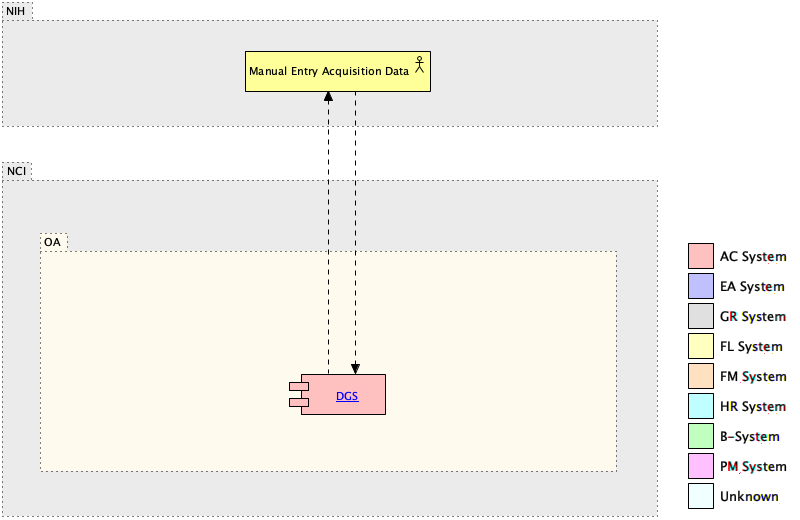 NIH
Manual Entry Acquisition Data
NCI
OA
DGS
AC System
EA System
GR System
FL System
FM System
HR System
B-System
PM System
Unknown